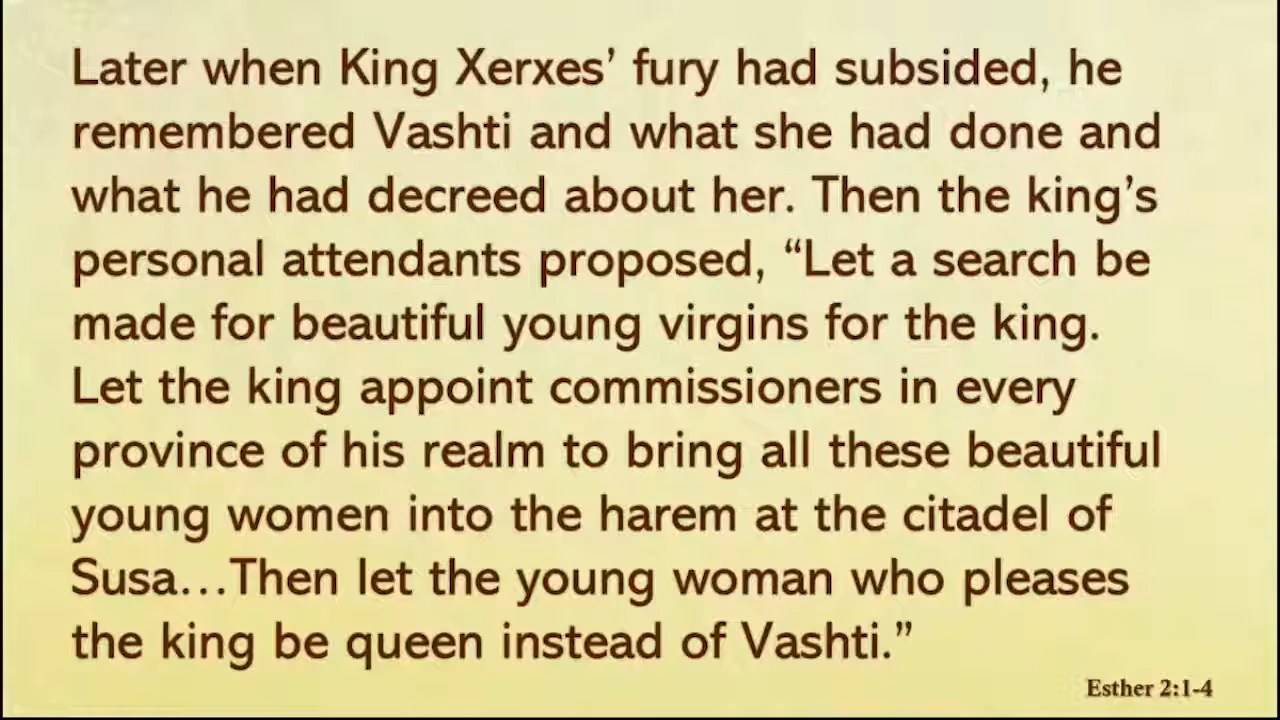 Later when King Xerxes’ fury had subsided, he
remembered Vashti and what she had done and
what he had decreed about her. Then the king’s
personal attendants proposed, “Let a search be
made for beautiful young virgins for the king.
Let the king appoint commissioners in every
province of his realm to bring all these beautiful
young women into the harem at the citadel of
Susa…Then let the young woman who pleases
the king be queen instead of Vashti.”
Esther 2:1-4